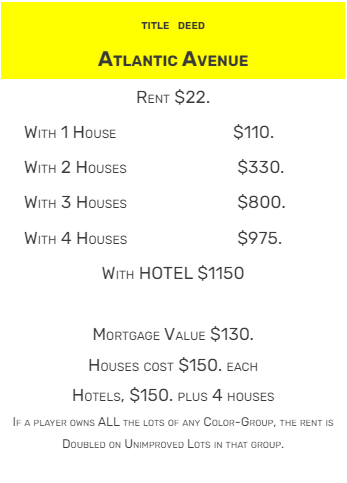 TITLE DEED
ATLANTIC AVENUE
RENT $22.
WITH 1 HOUSE $110.
WITH 2 HOUSES $330.
WITH 3 HOUSES $800.
WITH 4 HOUSES $975.
WITH HOTEL $1150
MORTGAGE VALUE $130.
HOUSES COST $150. EACH
HOTELS, $150. PLUS 4 HOUSES
IF A PLAYER OWNS ALL THE LOTS OF ANY COLOR-GROUP, THE RENT IS
DOUBLED ON UNIMPROVED LOTS IN THAT GROUP.